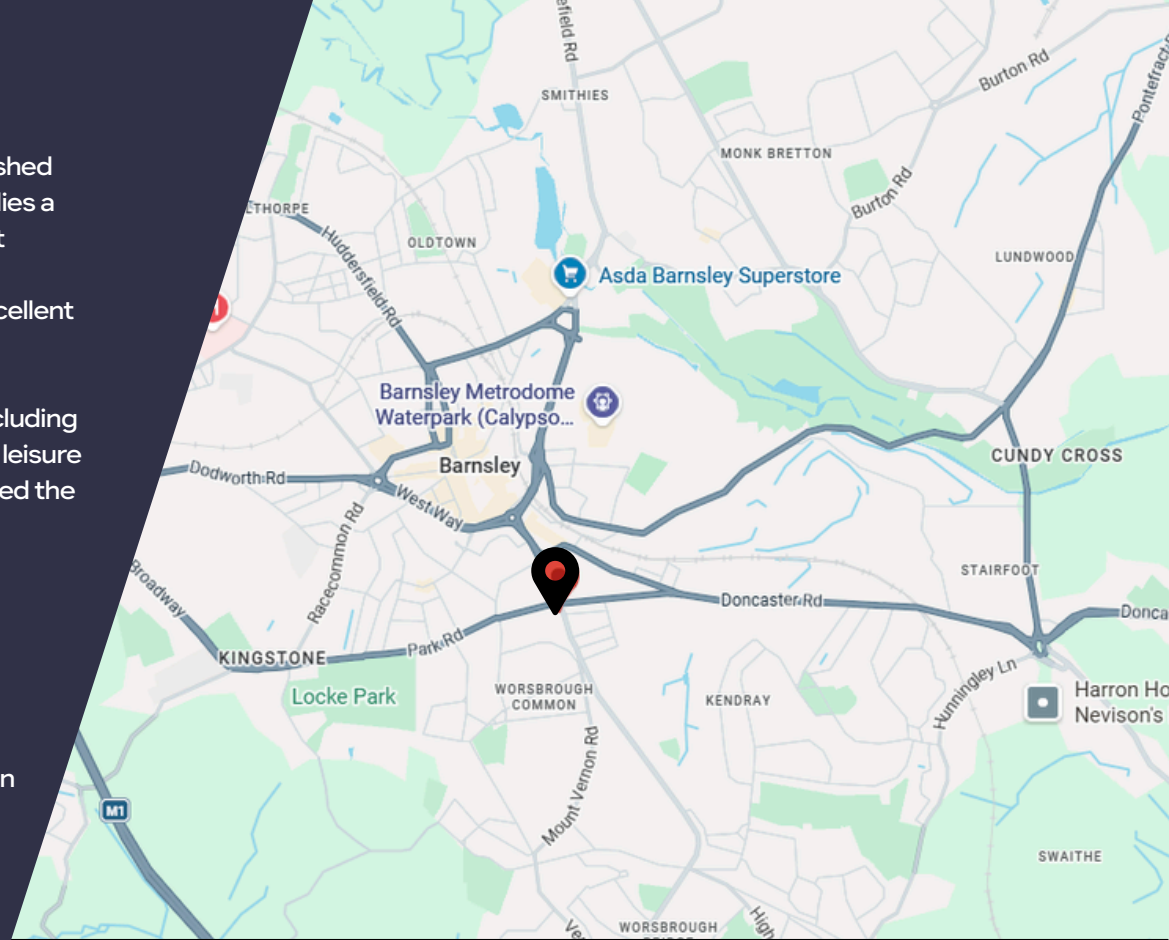 shed
lies a
t
cellent
cluding
leisure
ed the
n
efield Rd
SMITHIES
Burton Rd
Pontefract R
MONK BRETTON
Burton Rd
LTHORPE
OLDTOWN
Huddersfield Rd
LUNDWOOD
Asda Barnsley Superstore
Barnsley Metrodome
Waterpark (Calypso...
Barnsley
CUNDY CROSS
Dodworth Rd
West Way
Racecommon Rd
Broadway
STAIRFOOT
Doncaster Rd
Donca
Park Rd
KINGSTONE
Locke Park
WORSBROUGH
COMMON
KENDRAY
Hunningley Ln
Harron Ho
Nevison's
Mount Vernon Rd
M1
SWAITHE
WORSBROUGH
High
Ve